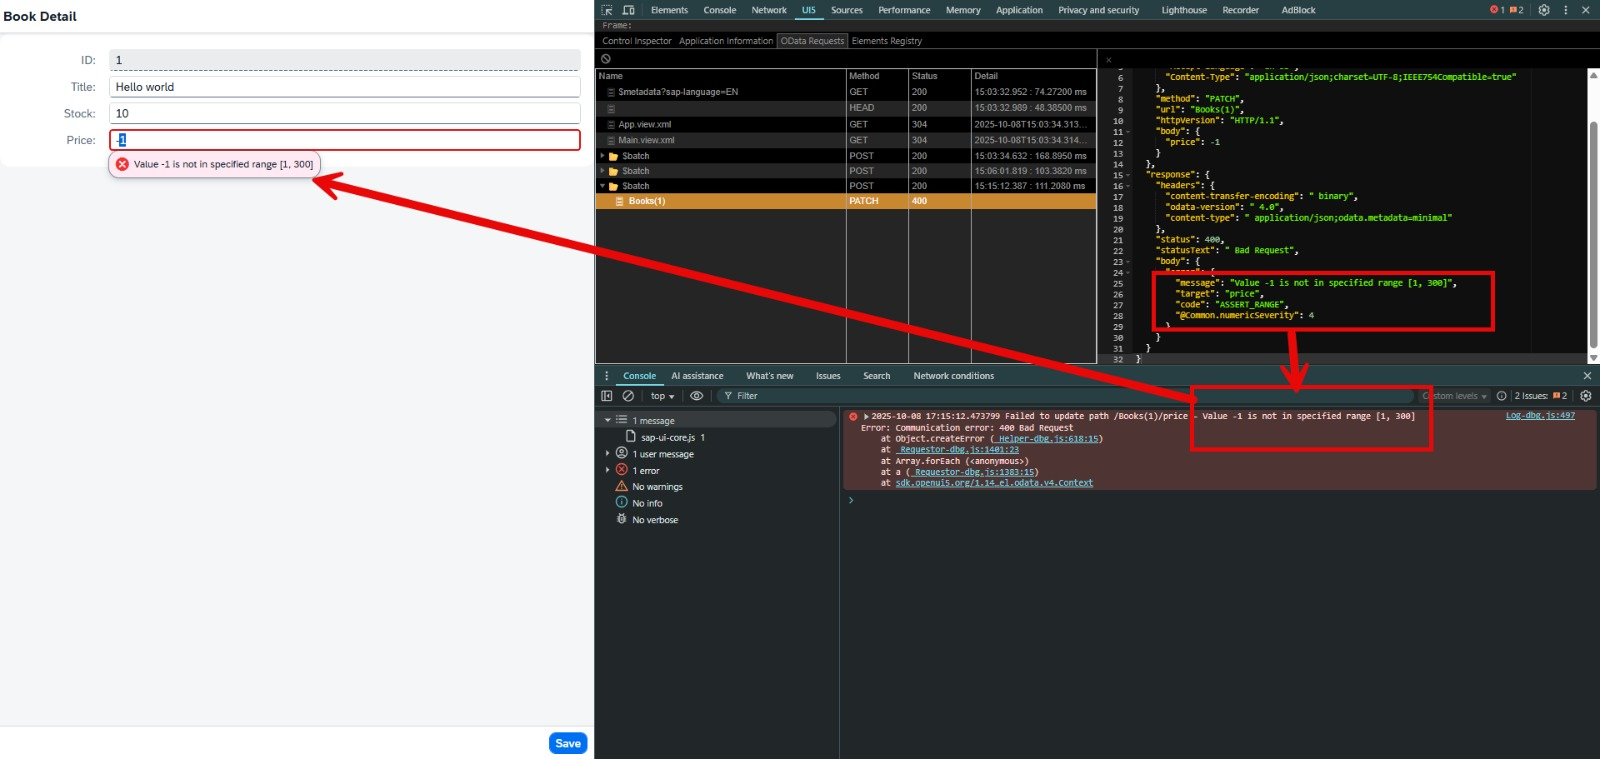 Book Detail
ID: 1
Title: Hello world
Stock: 10
Price: -1
Value -1 is not in specified range [1, 300]
Save
Elements Console Network UI5 Sources Performance Memory Application Privacy and security Lighthouse Recorder AdBlock 1 2
Frame:
Control Inspector Application Information OData Requests Elements Registry
Name Method Status Detail
$metadata?sap-language=EN GET 200 15:03:32.952 : 74.27200 ms
HEAD 200 15:03:32.989 : 48.38500 ms
App.view.xml GET 304 2025-10-08T15:03:34.313...
Main.view.xml GET 304 2025-10-08T15:03:34.314...
$batch POST 200 15:03:34.632 : 168.8950 ms
$batch POST 200 15:06:01.819 : 103.3820 ms
$batch POST 200 15:15:12.387 : 111.2080 ms
Books(1) PATCH 400
6 "Content-Type": "application/json;charset=UTF-8;IEEE754Compatible=true"
7 },
8 "method": "PATCH",
9 "url": "Books(1)",
10 "httpVersion": "HTTP/1.1",
11 "body": {
12 "price": -1
13 }
14 },
15 "response": {
16 "headers": {
17 "content-transfer-encoding": " binary",
18 "odata-version": " 4.0",
19 "content-type": " application/json;odata.metadata=minimal"
20 },
21 "status": 400,
22 "statusText": " Bad Request",
23 "body": {
24 "error": {
25 "message": "Value -1 is not in specified range [1, 300]",
26 "target": "price",
27 "code": "ASSERT_RANGE",
28 "@Common.numericSeverity": 4
29 }
30 }
31 }
32 }
Console AI assistance What's new Issues Search Network conditions
top Filter Custom levels 2 Issues: 2
1 message
sap-ui-core.js 1
1 user message
1 error
No warnings
No info
No verbose
2025-10-08 17:15:12.473799 Failed to update path /Books(1)/price - Value -1 is not in specified range [1, 300] Log-dbg.js:497
Error: Communication error: 400 Bad Request
at Object.createError (_Helper-dbg.js:618:15)
at _Requestor-dbg.js:1401:23
at Array.forEach (<anonymous>)
at a (_Requestor-dbg.js:1383:15)
at sdk.openui5.org/1.14…el.odata.v4.Context